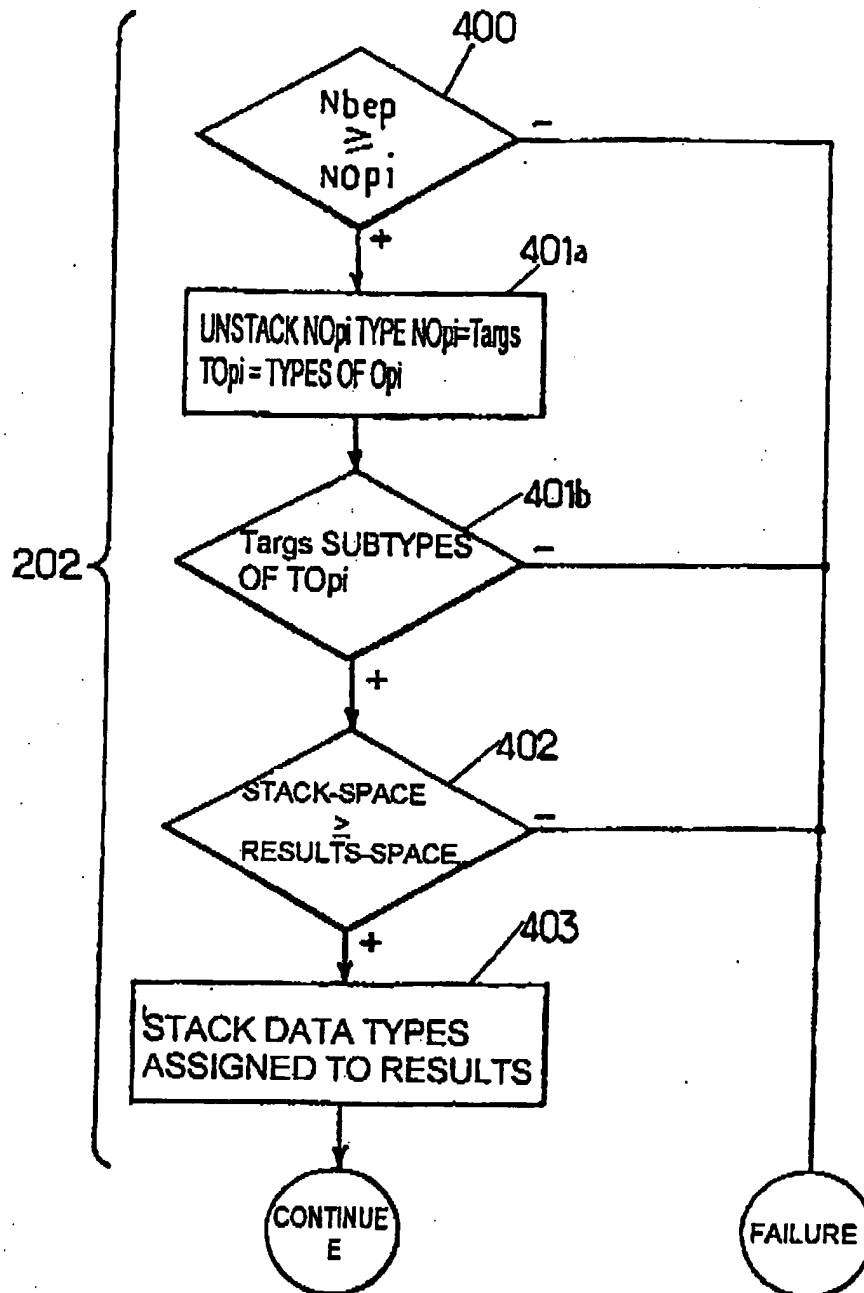 400
Nbep
≥
NOpi
-
+
401a
UNSTACK NOpi TYPE NOpi=Targs
TOpi = TYPES OF Opi
401b
Targs SUBTYPES
OF TOpi
-
202
+
402
STACK-SPACE
≥
RESULTS-SPACE
-
+
403
STACK DATA TYPES
ASSIGNED TO RESULTS
CONTINUE
E
FAILURE